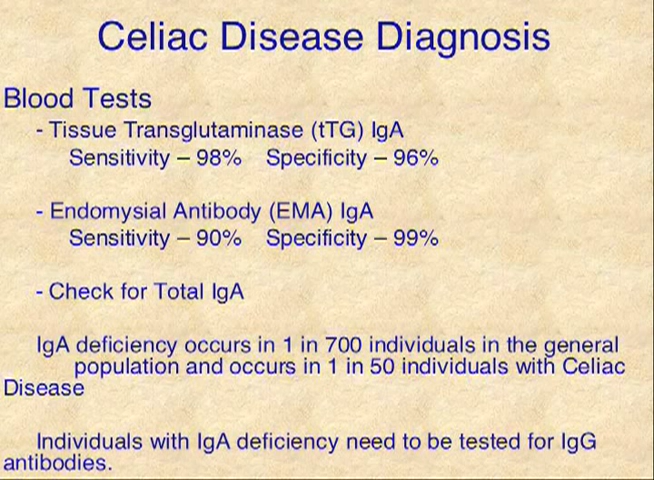 Celiac Disease Diagnosis
Blood Tests
- Tissue Transglutaminase (tTG) IgA
Sensitivity – 98% Specificity – 96%
- Endomysial Antibody (EMA) IgA
Sensitivity – 90% Specificity – 99%
- Check for Total IgA
IgA deficiency occurs in 1 in 700 individuals in the general
population and occurs in 1 in 50 individuals with Celiac
Disease
Individuals with IgA deficiency need to be tested for IgG
antibodies.